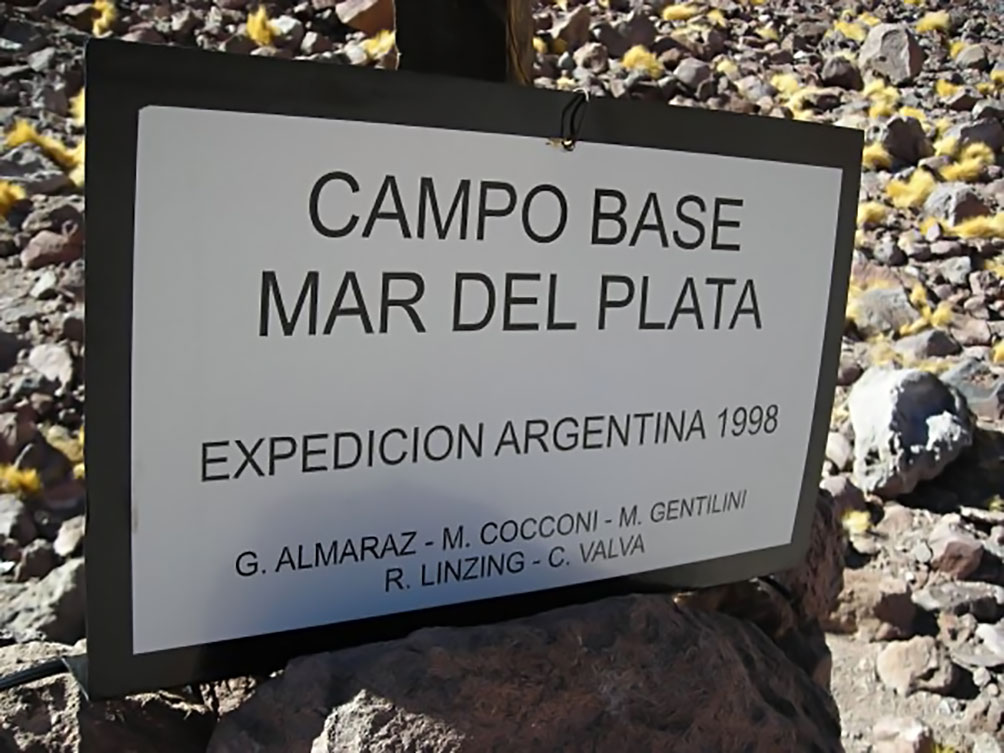 CAMPO BASE
MAR DEL PLATA
EXPEDICION ARGENTINA 1998
G. ALMARAZ - M. COCCONI - M. GENTILINI
R. LINZING - C. VALVA